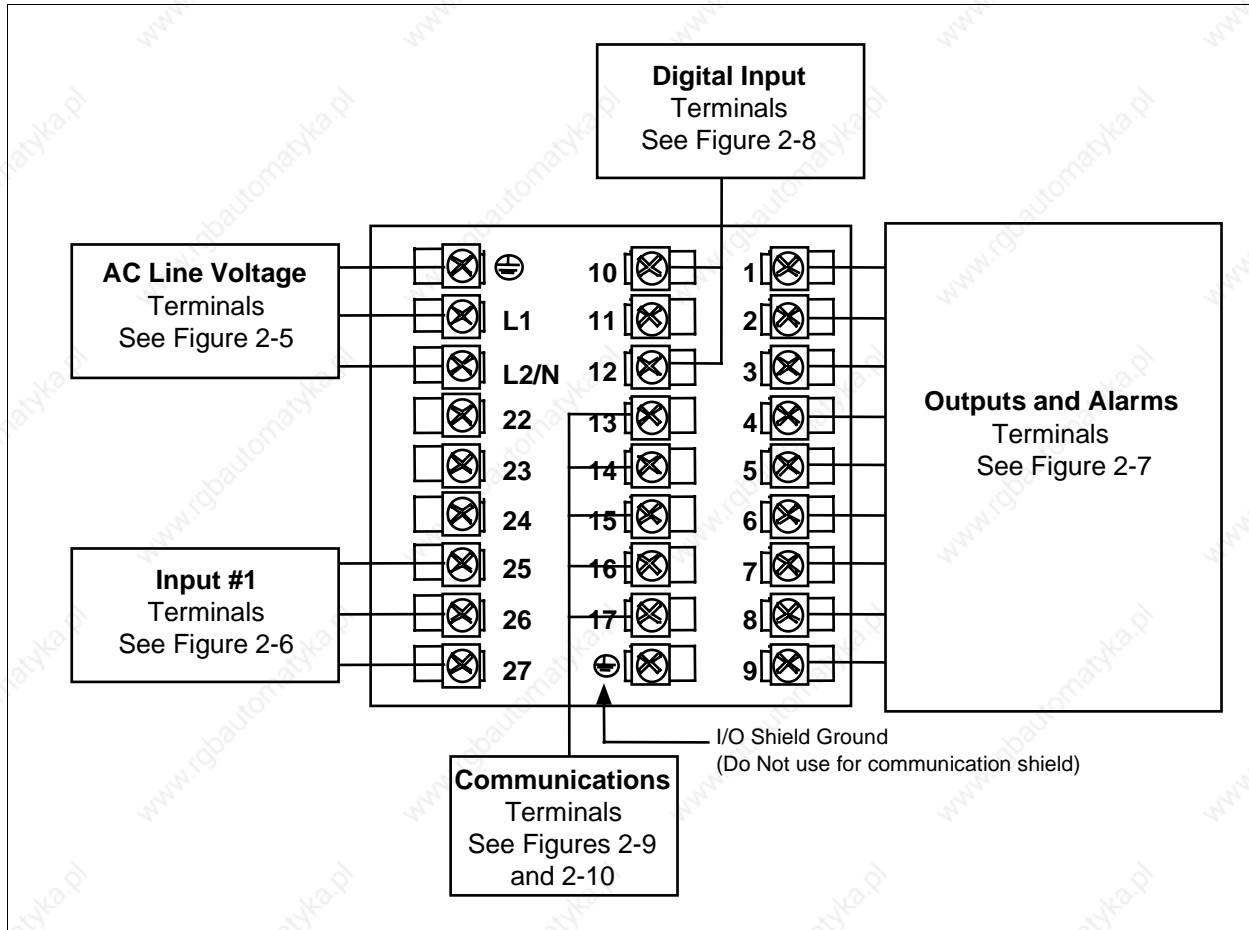 Digital Input
Terminals
See Figure 2-8
AC Line Voltage
Terminals
See Figure 2-5
Input #1
Terminals
See Figure 2-6
L1
L2/N
22
23
24
25
26
27
10
11
12
13
14
15
16
17
1
2
3
4
5
6
7
8
9
Outputs and Alarms
Terminals
See Figure 2-7
I/O Shield Ground
(Do Not use for communication shield)
Communications
Terminals
See Figures 2-9
and 2-10
www.rgbautomatyka.pl